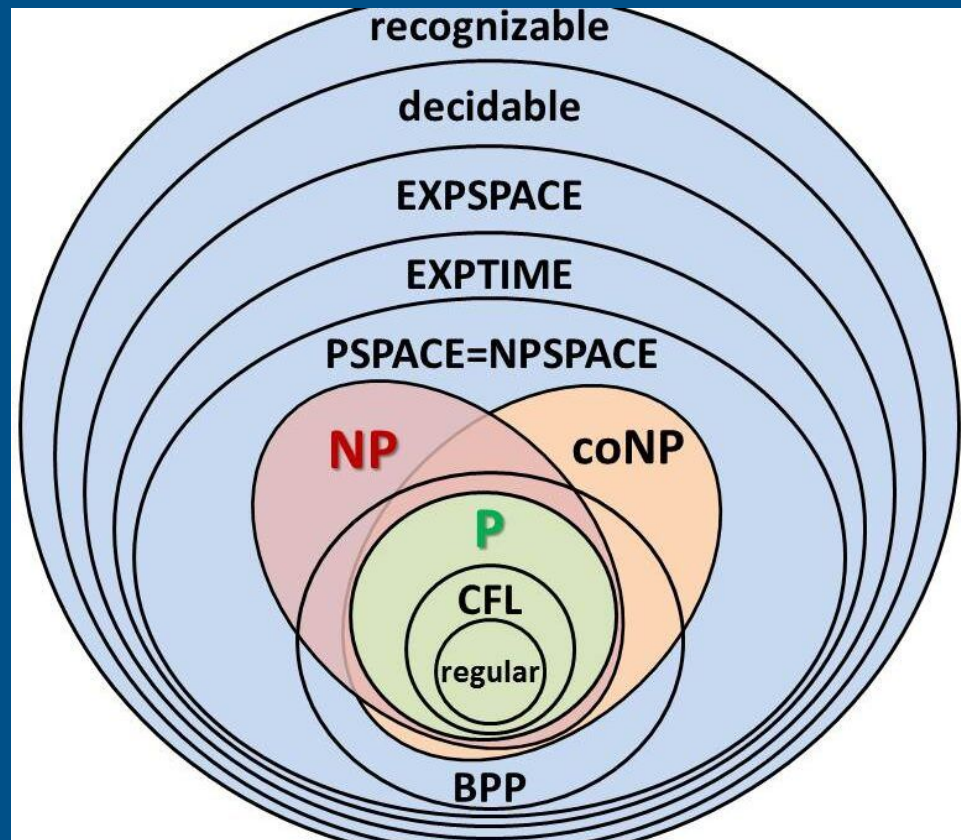 recognizable
decidable
EXPSPACE
EXPTIME
PSPACE=NPSPACE
NP
coNP
P
CFL
regular
BPP